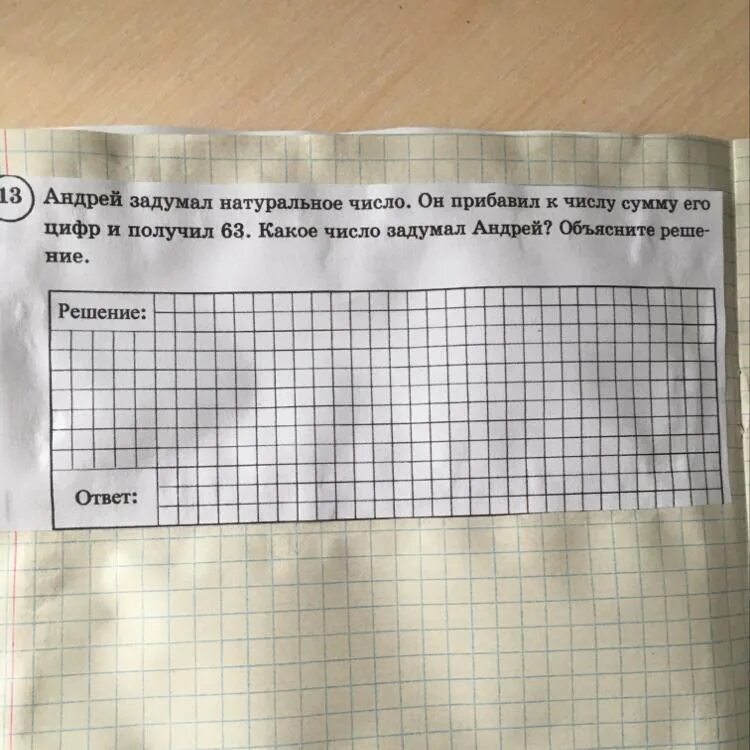 13 Андрей задумал натуральное число. Он прибавил к числу сумму его
цифр и получил 63. Какое число задумал Андрей? Объясните реше-
ние.
Решение:
Ответ: